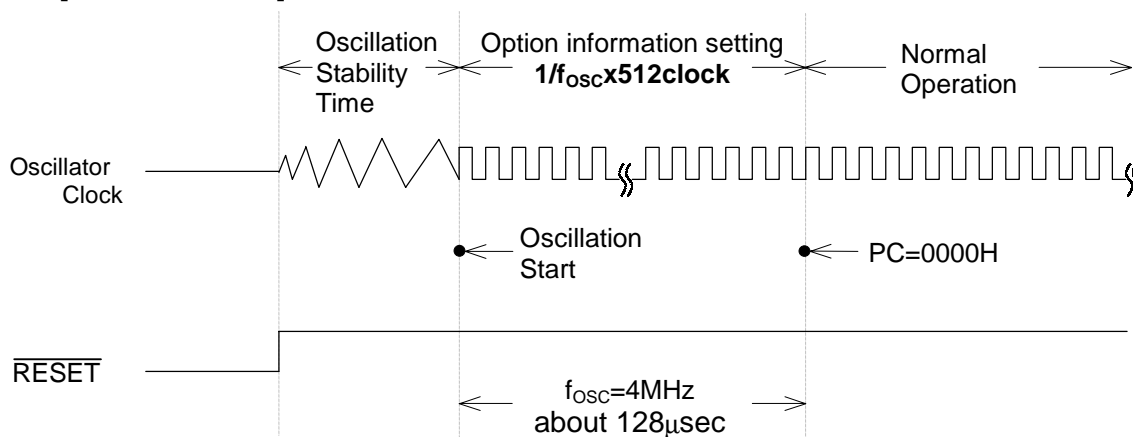 Oscillation
Stability
Time
Option information setting
1/fOSCx512clock
Normal
Operation
Oscillator
Clock
Oscillation
Start
PC=0000H
RESET
fOSC=4MHz
about 128μsec